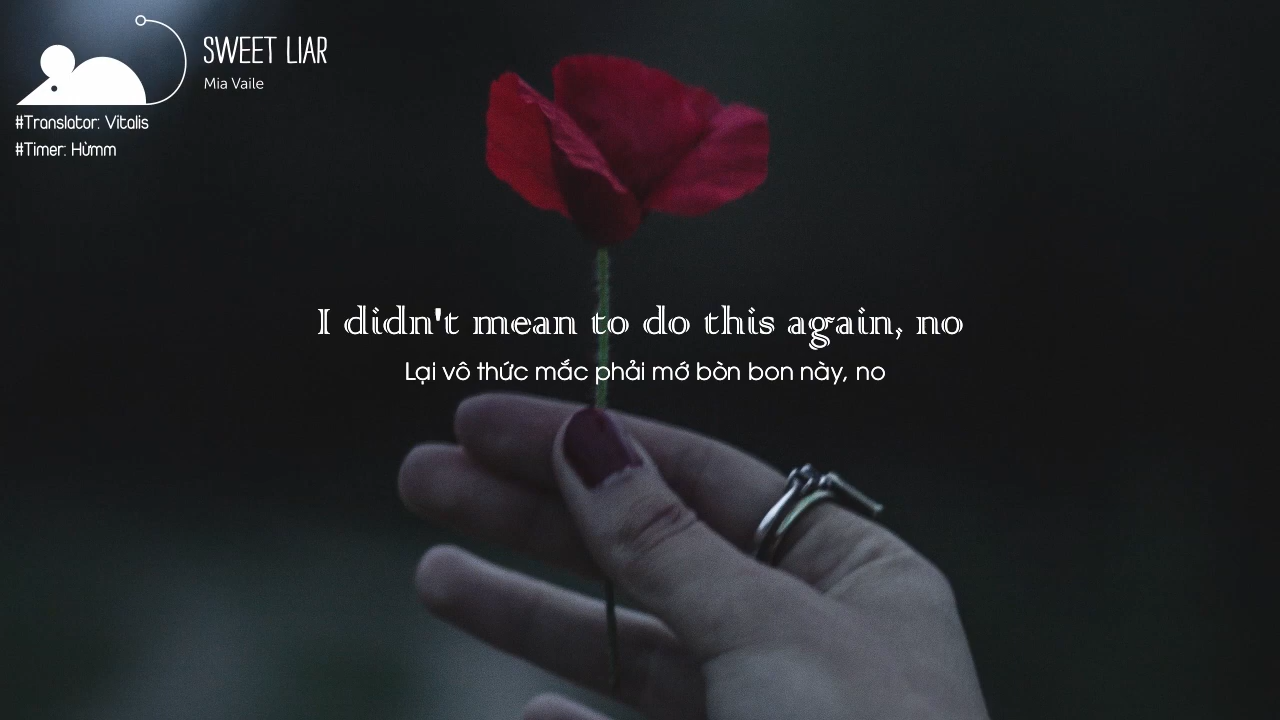 SWEET LIAR
Mia Vaile
#Translator: Vitalis
#Timer: Hừmm
I didn't mean to do this again, no
Lại vô thức mắc phải mớ bòn bon này, no